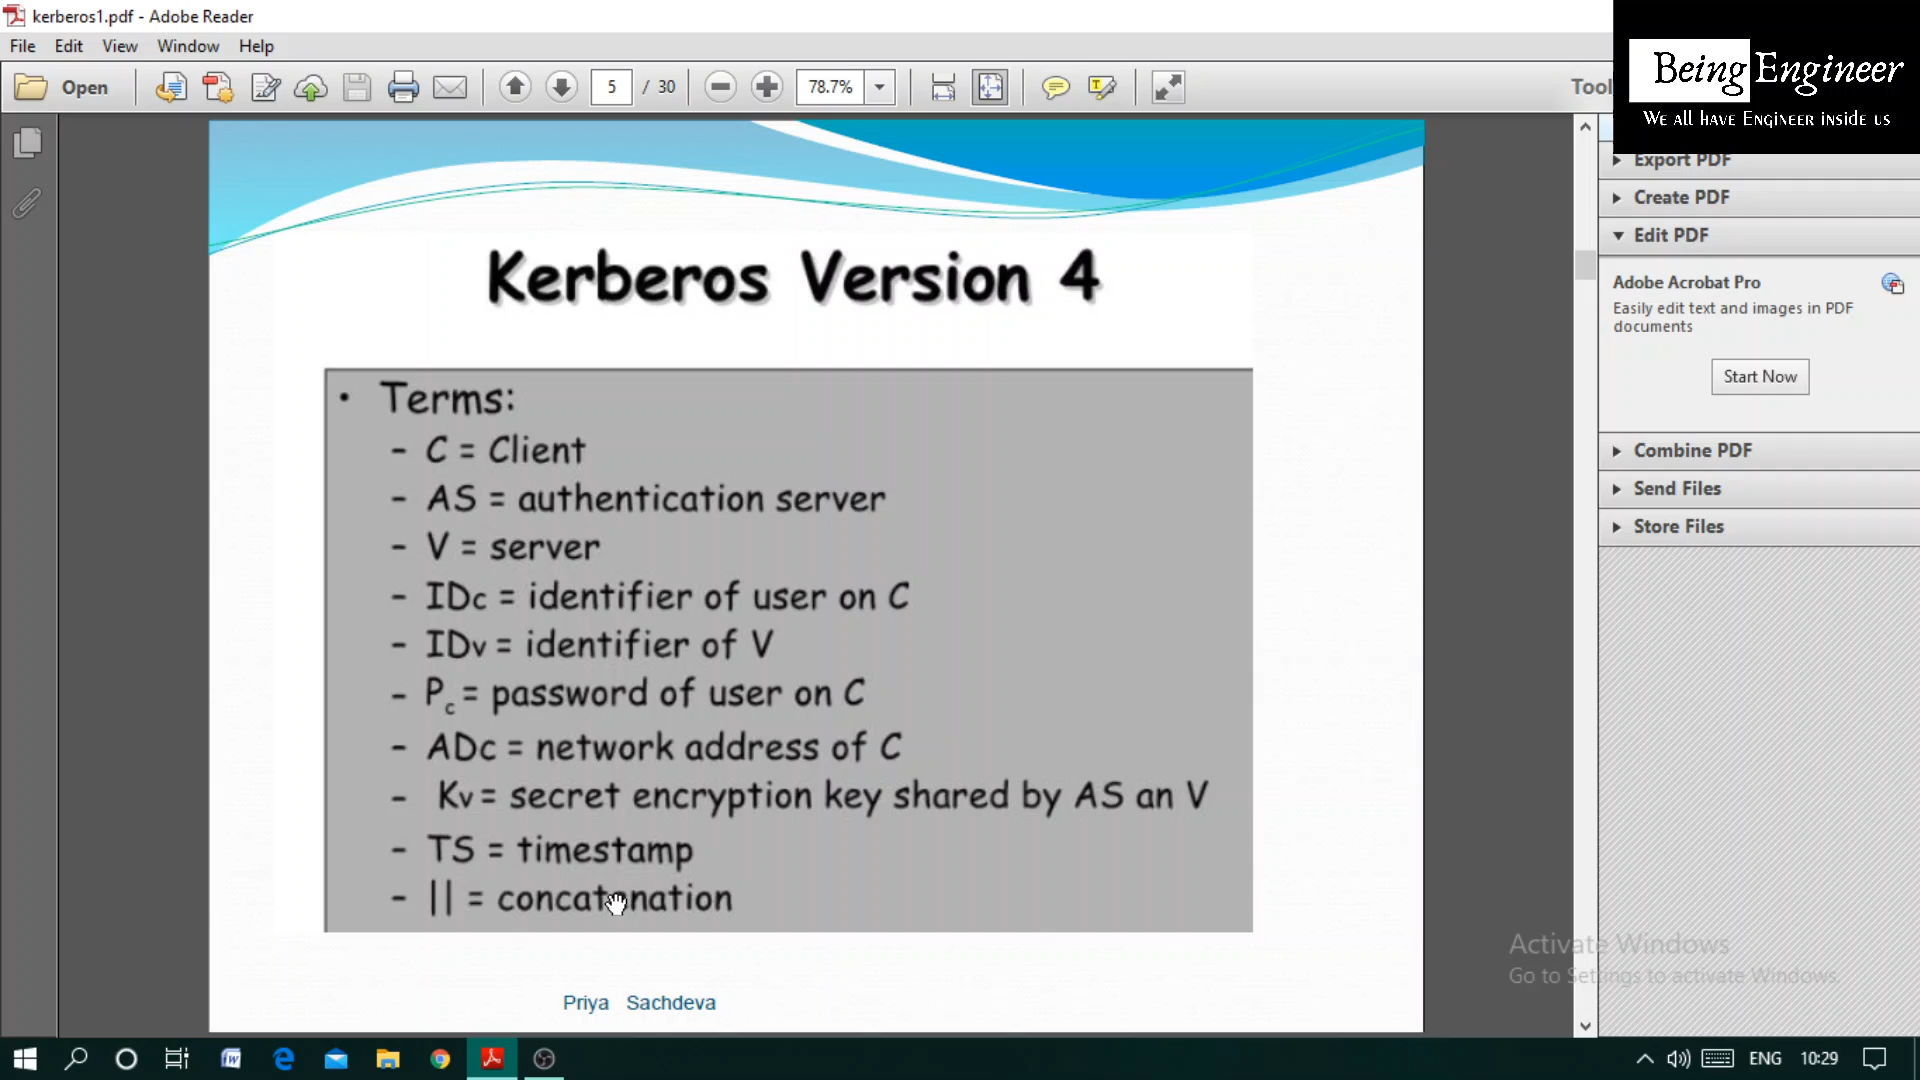 kerberos1.pdf - Adobe Reader
File Edit View Window Help
Being Engineer
We all have Engineer inside us
Open 5 / 30 78.7% Tool
Export PDF
Create PDF
Edit PDF
Adobe Acrobat Pro
Easily edit text and images in PDF
documents
Start Now
Combine PDF
Send Files
Store Files
Kerberos Version 4
• Terms:
- C = Client
- AS = authentication server
- V = server
- IDc = identifier of user on C
- IDv = identifier of V
- Pc = password of user on C
- ADc = network address of C
- Kv = secret encryption key shared by AS an V
- TS = timestamp
- || = concatenation
Priya Sachdeva
Activate Windows
Go to Settings to activate Windows.
ENG 10:29